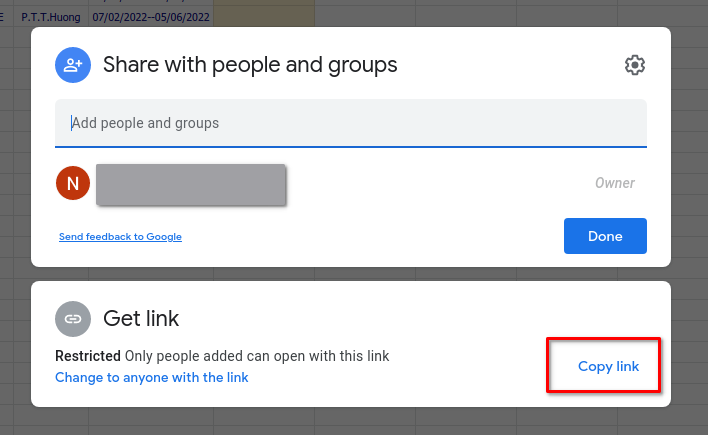 E P.T.T.Huong 07/02/2022--05/06/2022
Share with people and groups
Add people and groups
N
Owner
Send feedback to Google
Done
Get link
Restricted Only people added can open with this link
Change to anyone with the link
Copy link